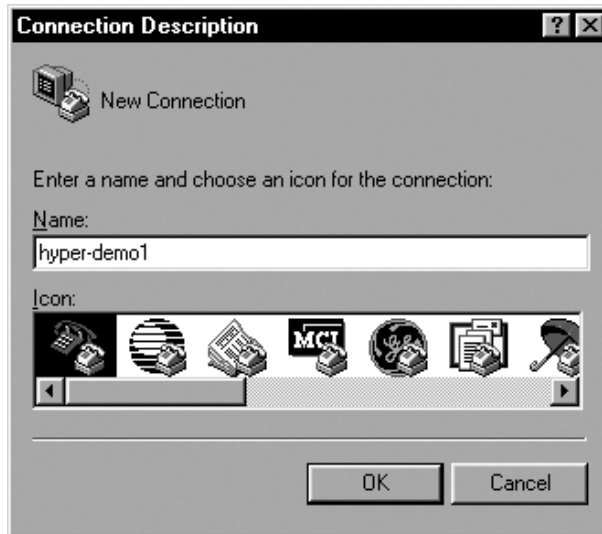 Connection Description
New Connection
Enter a name and choose an icon for the connection:
Name:
hyper-demo1
Icon:
MCI
OK Cancel